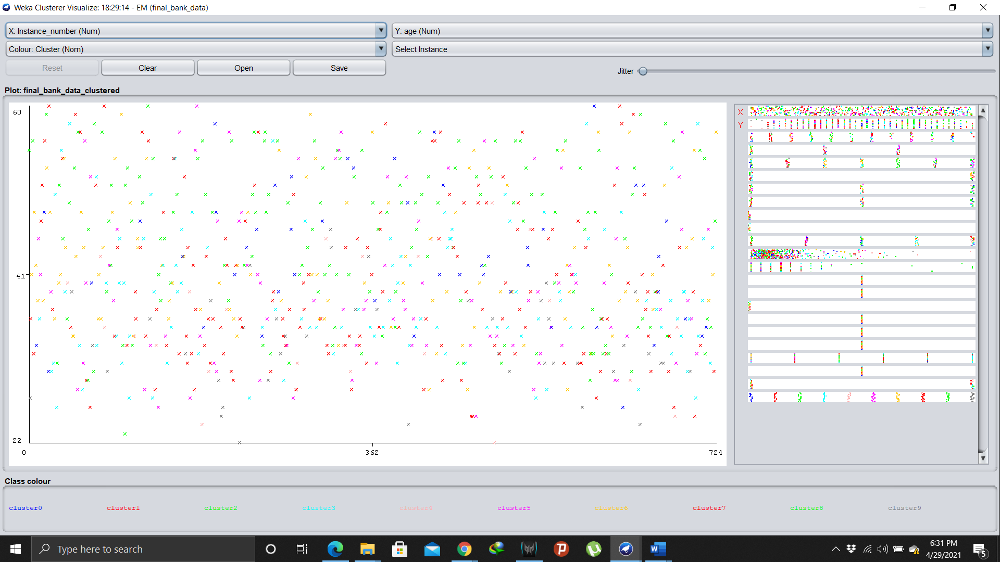 Weka Clusterer Visualize: 18:29:14 - EM (final_bank_data)
X: Instance_number (Num)
Y: age (Num)
Colour: Cluster (Nom)
Select Instance
Reset
Clear
Open
Save
Jitter
Plot: final_bank_data_clustered
60
41
22
0
362
724
X
Y
Class colour
cluster0
cluster1
cluster2
cluster3
cluster4
cluster5
cluster6
cluster7
cluster8
cluster9
Type here to search
6:31 PM
4/29/2021
5